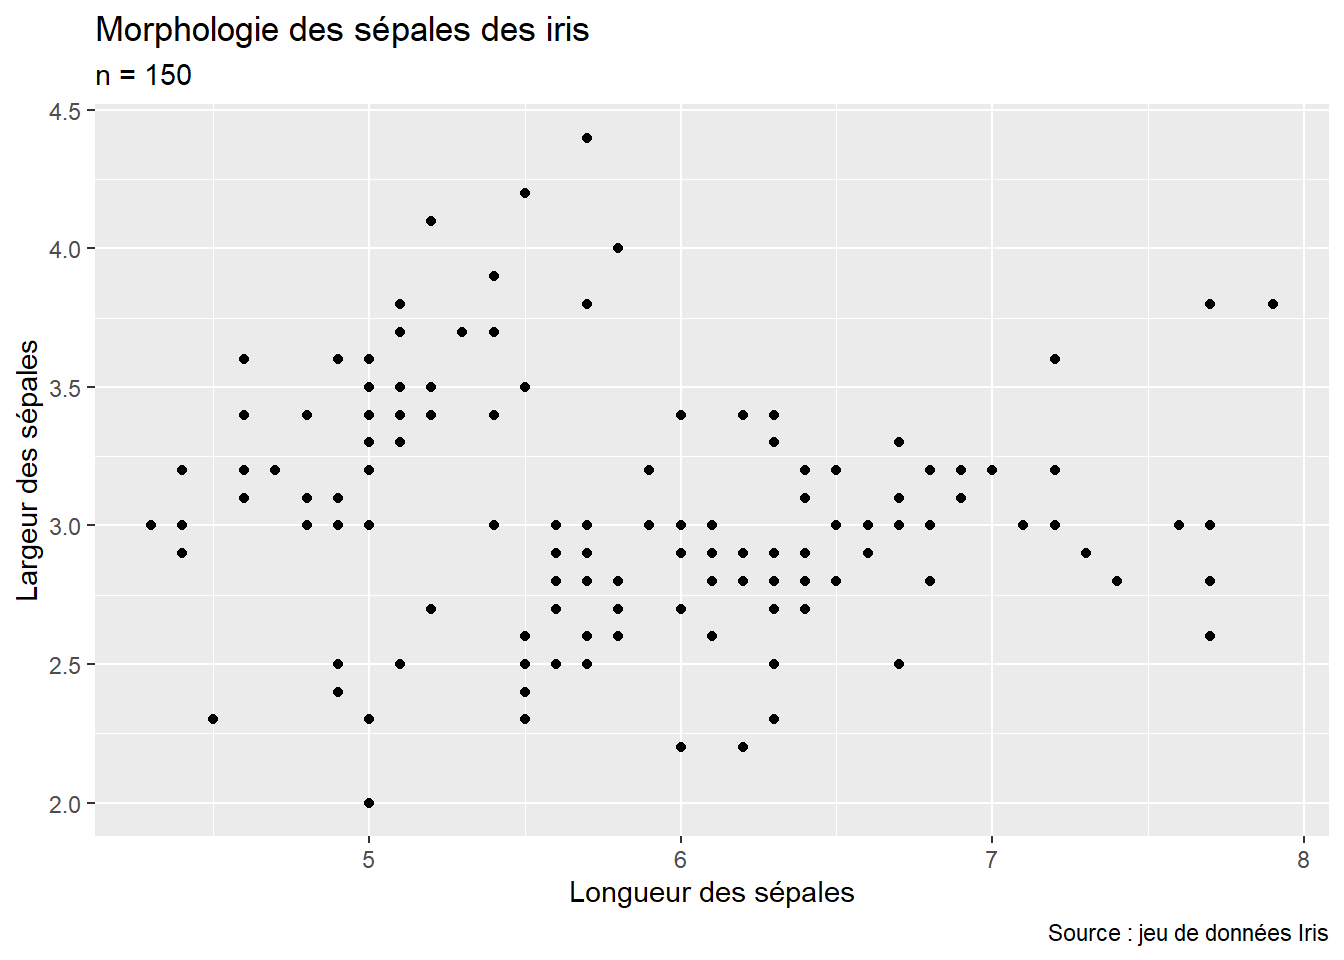 Morphologie des sépales des iris
n = 150
4.5
4.0
3.5
3.0
2.5
2.0
Largeur des sépales
5 6 7 8
Longueur des sépales
Source : jeu de données Iris